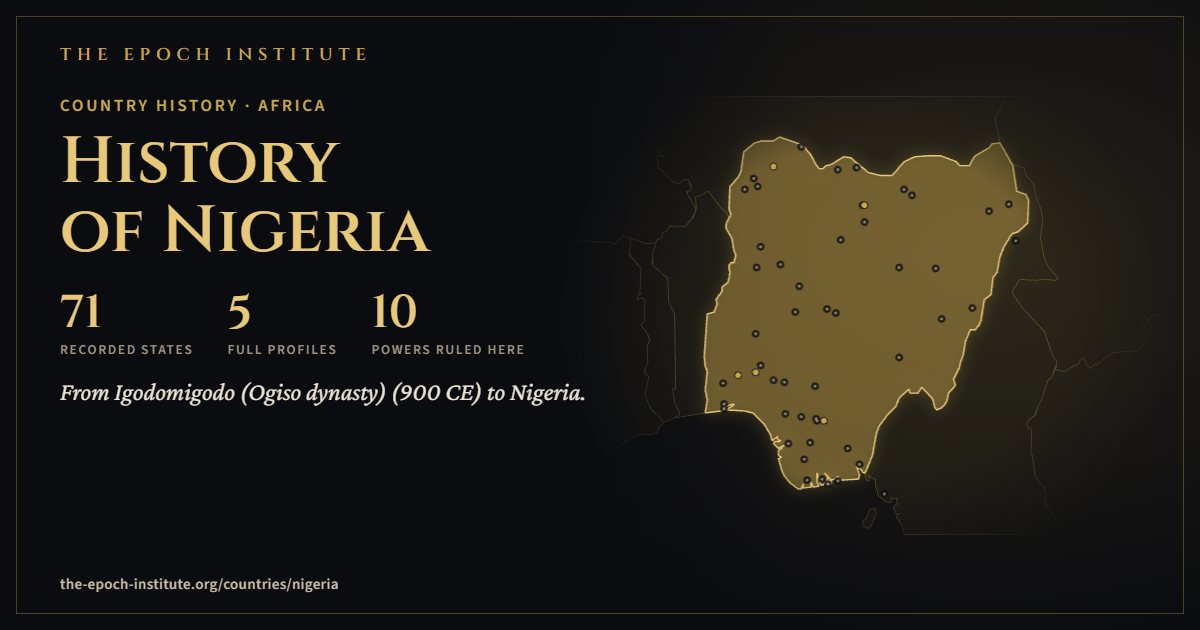 THE EPOCH INSTITUTE
COUNTRY HISTORY · AFRICA
History
of Nigeria
71 5 10
RECORDED STATES FULL PROFILES POWERS RULED HERE
From Igodomigodo (Ogiso dynasty) (900 CE) to Nigeria.
the-epoch-institute.org/countries/nigeria